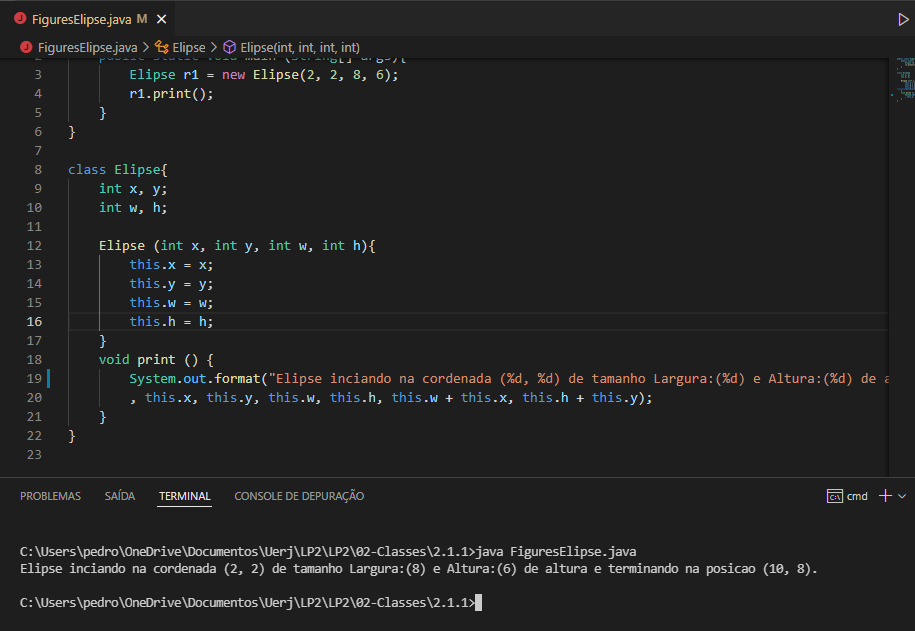 FiguresElipse.java M
FiguresElipse.java > Elipse > Elipse(int, int, int, int)
2 public static void main (String[] args){
3 Elipse r1 = new Elipse(2, 2, 8, 6);
4 r1.print();
5 }
6 }
7
8 class Elipse{
9 int x, y;
10 int w, h;
11
12 Elipse (int x, int y, int w, int h){
13 this.x = x;
14 this.y = y;
15 this.w = w;
16 this.h = h;
17 }
18 void print () {
19 System.out.format("Elipse inciando na cordenada (%d, %d) de tamanho Largura:(%d) e Altura:(%d) de a
20 , this.x, this.y, this.w, this.h, this.w + this.x, this.h + this.y);
21 }
22 }
23
PROBLEMAS SAÍDA TERMINAL CONSOLE DE DEPURAÇÃO cmd
C:\Users\pedro\OneDrive\Documentos\Uerj\LP2\LP2\02-Classes\2.1.1>java FiguresElipse.java
Elipse inciando na cordenada (2, 2) de tamanho Largura:(8) e Altura:(6) de altura e terminando na posicao (10, 8).
C:\Users\pedro\OneDrive\Documentos\Uerj\LP2\LP2\02-Classes\2.1.1>